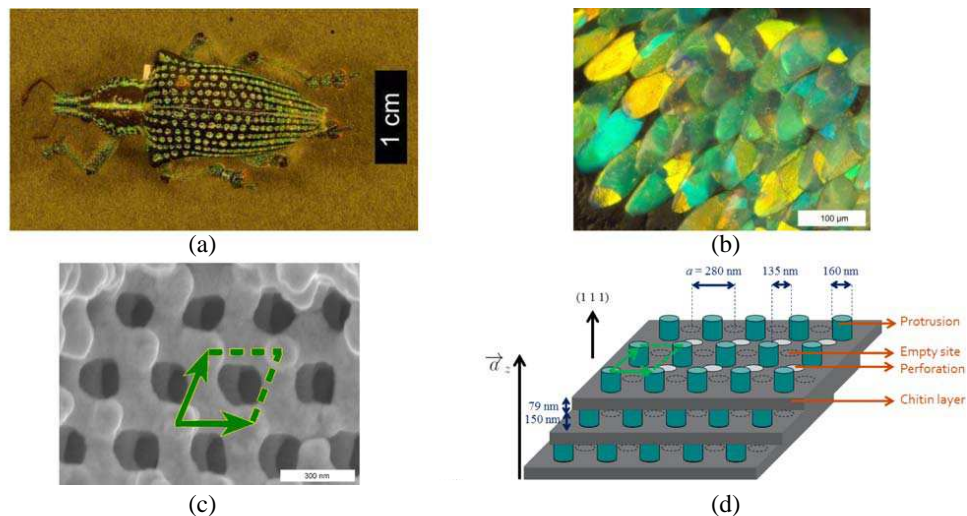 1 cm
100 µm
(a)
(b)
300 nm
a = 280 nm
135 nm
160 nm
(1 1 1)
Protrusion
Empty site
Perforation
Chitin layer
a z
79 nm
150 nm
(c)
(d)